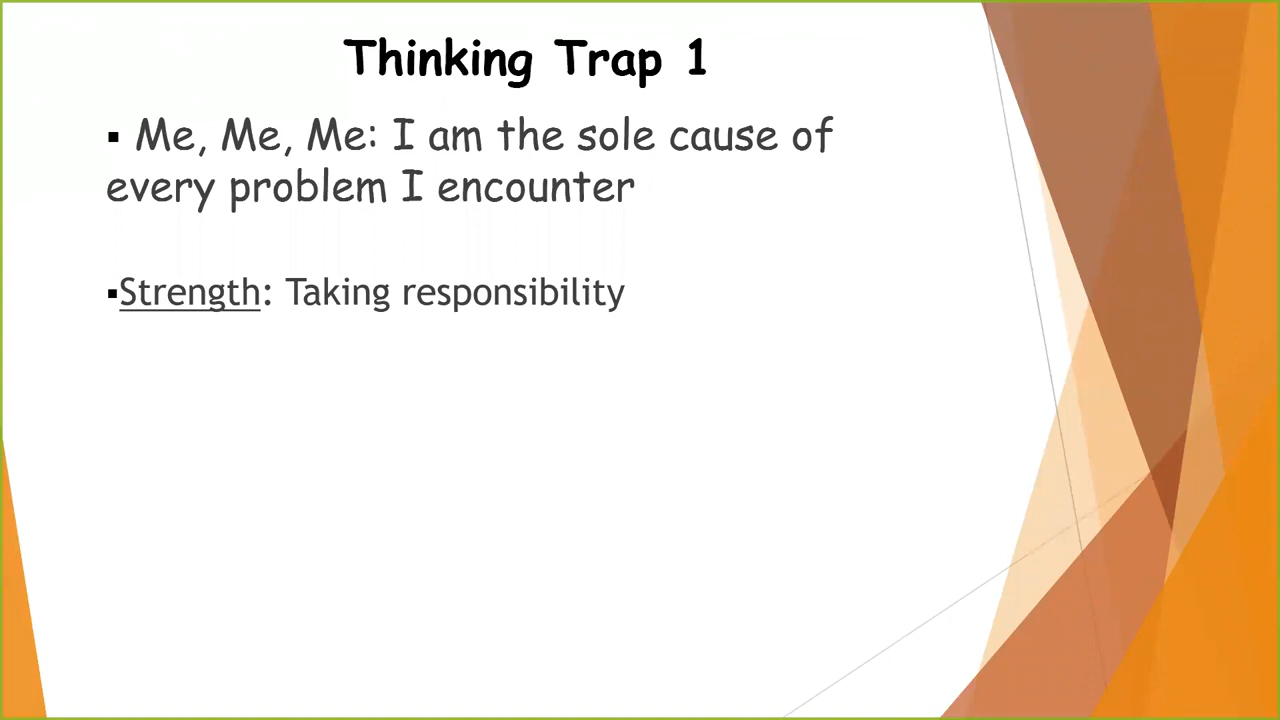 Thinking Trap 1
▪ Me, Me, Me: I am the sole cause of
every problem I encounter
▪Strength: Taking responsibility